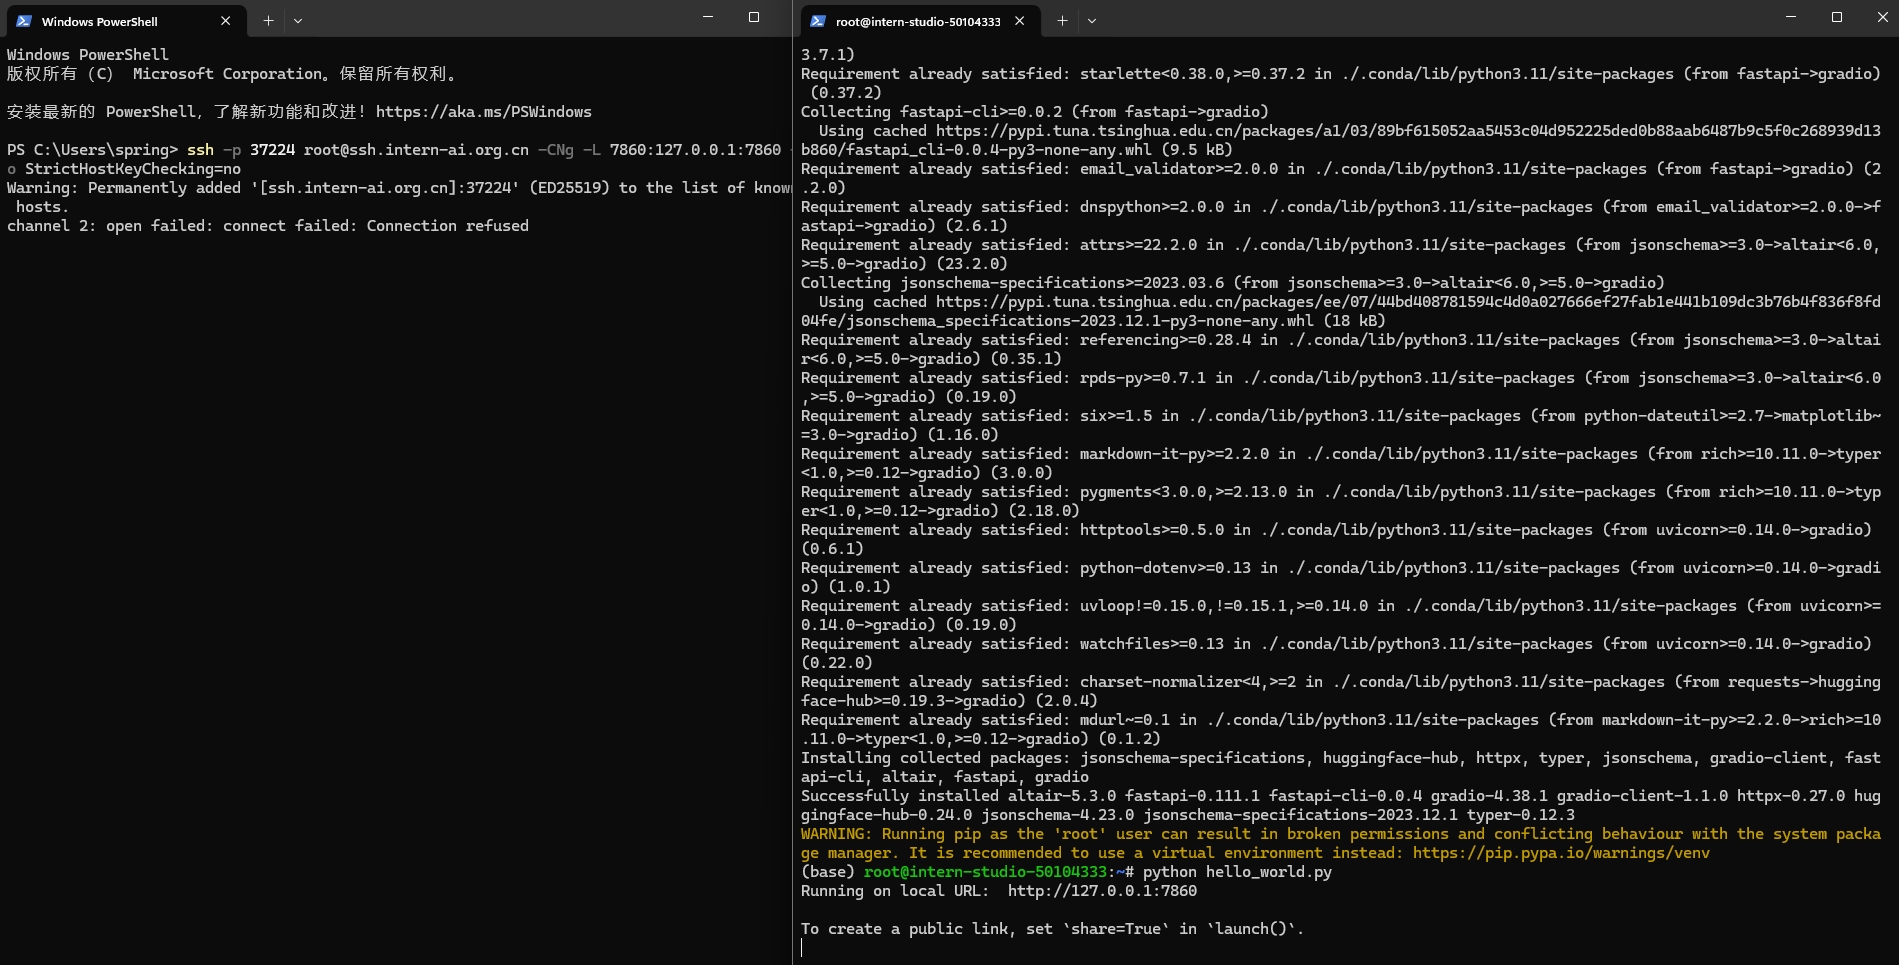 Windows PowerShell
Windows PowerShell
版权所有 (C) Microsoft Corporation。保留所有权利。
安装最新的 PowerShell，了解新功能和改进！https://aka.ms/PSWindows
PS C:\Users\spring> ssh -p 37224 root@ssh.intern-ai.org.cn -CNg -L 7860:127.0.0.1:7860 -
o StrictHostKeyChecking=no
Warning: Permanently added '[ssh.intern-ai.org.cn]:37224' (ED25519) to the list of known
 hosts.
channel 2: open failed: connect failed: Connection refused
root@intern-studio-50104333
3.7.1)
Requirement already satisfied: starlette<0.38.0,>=0.37.2 in ./.conda/lib/python3.11/site-packages (from fastapi->gradio)
 (0.37.2)
Collecting fastapi-cli>=0.0.2 (from fastapi->gradio)
  Using cached https://pypi.tuna.tsinghua.edu.cn/packages/a1/03/89bf615052aa5453c04d952225ded0b88aab6487b9c5f0c268939d13
b860/fastapi_cli-0.0.4-py3-none-any.whl (9.5 kB)
Requirement already satisfied: email_validator>=2.0.0 in ./.conda/lib/python3.11/site-packages (from fastapi->gradio) (2
.2.0)
Requirement already satisfied: dnspython>=2.0.0 in ./.conda/lib/python3.11/site-packages (from email_validator>=2.0.0->f
astapi->gradio) (2.6.1)
Requirement already satisfied: attrs>=22.2.0 in ./.conda/lib/python3.11/site-packages (from jsonschema>=3.0->altair<6.0,
>=5.0->gradio) (23.2.0)
Collecting jsonschema-specifications>=2023.03.6 (from jsonschema>=3.0->altair<6.0,>=5.0->gradio)
  Using cached https://pypi.tuna.tsinghua.edu.cn/packages/ee/07/44bd408781594c4d0a027666ef27fab1e441b109dc3b76b4f836f8fd
04fe/jsonschema_specifications-2023.12.1-py3-none-any.whl (18 kB)
Requirement already satisfied: referencing>=0.28.4 in ./.conda/lib/python3.11/site-packages (from jsonschema>=3.0->altai
r<6.0,>=5.0->gradio) (0.35.1)
Requirement already satisfied: rpds-py>=0.7.1 in ./.conda/lib/python3.11/site-packages (from jsonschema>=3.0->altair<6.0
,>=5.0->gradio) (0.19.0)
Requirement already satisfied: six>=1.5 in ./.conda/lib/python3.11/site-packages (from python-dateutil>=2.7->matplotlib~
=3.0->gradio) (1.16.0)
Requirement already satisfied: markdown-it-py>=2.2.0 in ./.conda/lib/python3.11/site-packages (from rich>=10.11.0->typer
<1.0,>=0.12->gradio) (3.0.0)
Requirement already satisfied: pygments<3.0.0,>=2.13.0 in ./.conda/lib/python3.11/site-packages (from rich>=10.11.0->typ
er<1.0,>=0.12->gradio) (2.18.0)
Requirement already satisfied: httptools>=0.5.0 in ./.conda/lib/python3.11/site-packages (from uvicorn>=0.14.0->gradio)
(0.6.1)
Requirement already satisfied: python-dotenv>=0.13 in ./.conda/lib/python3.11/site-packages (from uvicorn>=0.14.0->gradi
o) (1.0.1)
Requirement already satisfied: uvloop!=0.15.0,!=0.15.1,>=0.14.0 in ./.conda/lib/python3.11/site-packages (from uvicorn>=
0.14.0->gradio) (0.19.0)
Requirement already satisfied: watchfiles>=0.13 in ./.conda/lib/python3.11/site-packages (from uvicorn>=0.14.0->gradio)
(0.22.0)
Requirement already satisfied: charset-normalizer<4,>=2 in ./.conda/lib/python3.11/site-packages (from requests->hugging
face-hub>=0.19.3->gradio) (2.0.4)
Requirement already satisfied: mdurl~=0.1 in ./.conda/lib/python3.11/site-packages (from markdown-it-py>=2.2.0->rich>=10
.11.0->typer<1.0,>=0.12->gradio) (0.1.2)
Installing collected packages: jsonschema-specifications, huggingface-hub, httpx, typer, jsonschema, gradio-client, fast
api-cli, altair, fastapi, gradio
Successfully installed altair-5.3.0 fastapi-0.111.1 fastapi-cli-0.0.4 gradio-4.38.1 gradio-client-1.1.0 httpx-0.27.0 hug
gingface-hub-0.24.0 jsonschema-4.23.0 jsonschema-specifications-2023.12.1 typer-0.12.3
WARNING: Running pip as the 'root' user can result in broken permissions and conflicting behaviour with the system packa
ge manager. It is recommended to use a virtual environment instead: https://pip.pypa.io/warnings/venv
(base) root@intern-studio-50104333:~# python hello_world.py
Running on local URL:  http://127.0.0.1:7860
To create a public link, set `share=True` in `launch()`.